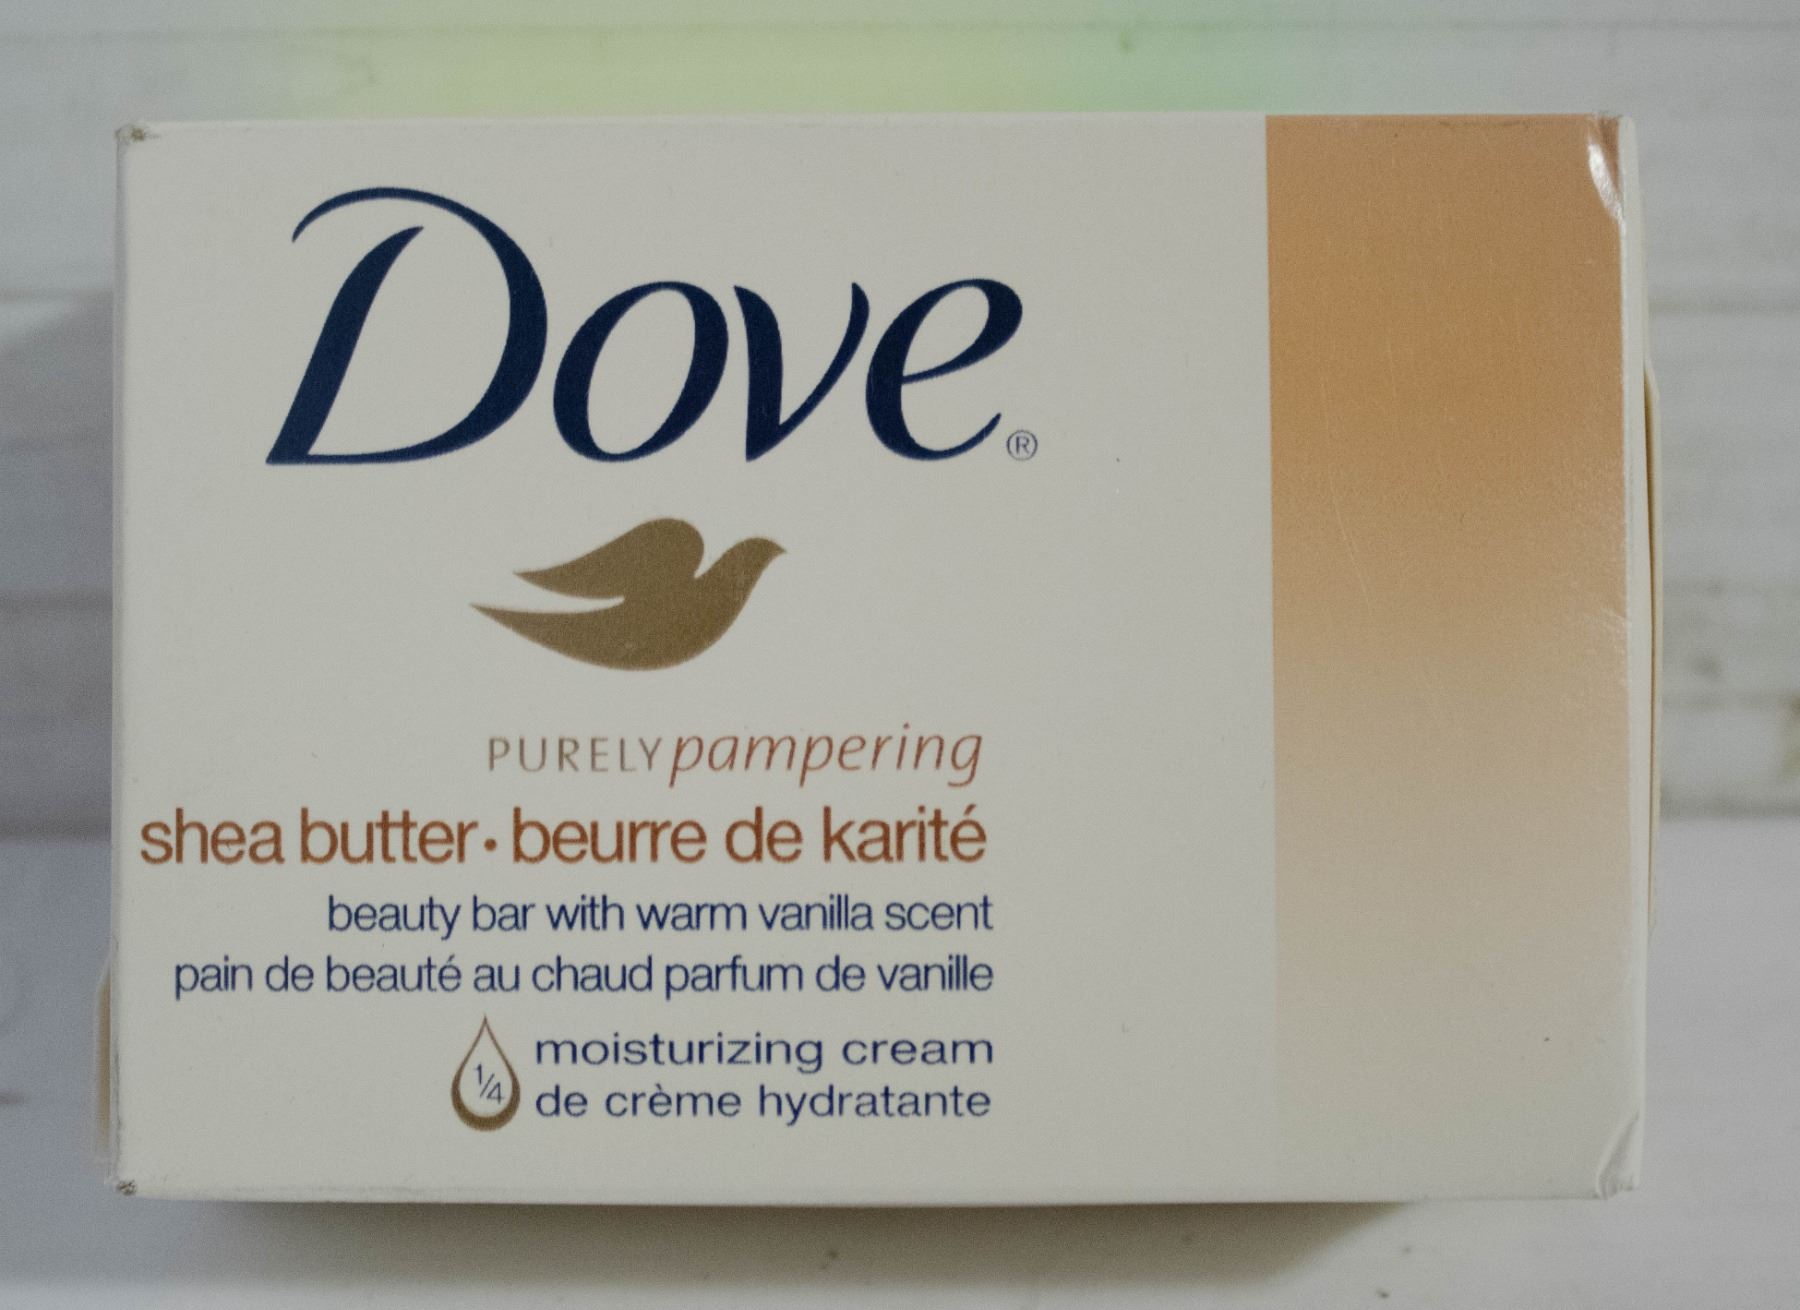 Dove®
PURELY pampering
shea butter · beurre de karité
beauty bar with warm vanilla scent
pain de beauté au chaud parfum de vanille
1/4 moisturizing cream
de crème hydratante